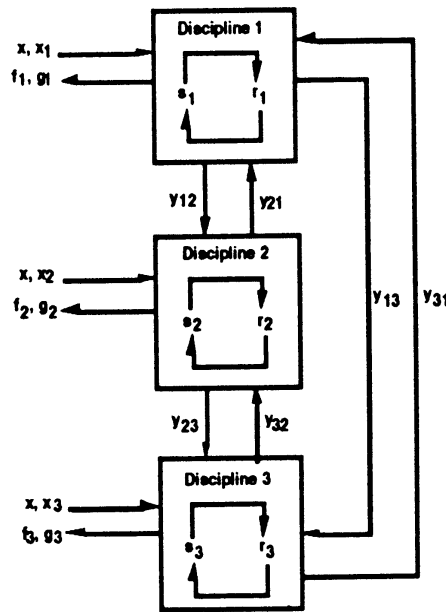 Discipline 1
x, x1
f1, g1
s1 r1
y12 y21
Discipline 2
x, x2
f2, g2
s2 r2
y13 y31
y23 y32
Discipline 3
x, x3
f3, g3
s3 r3